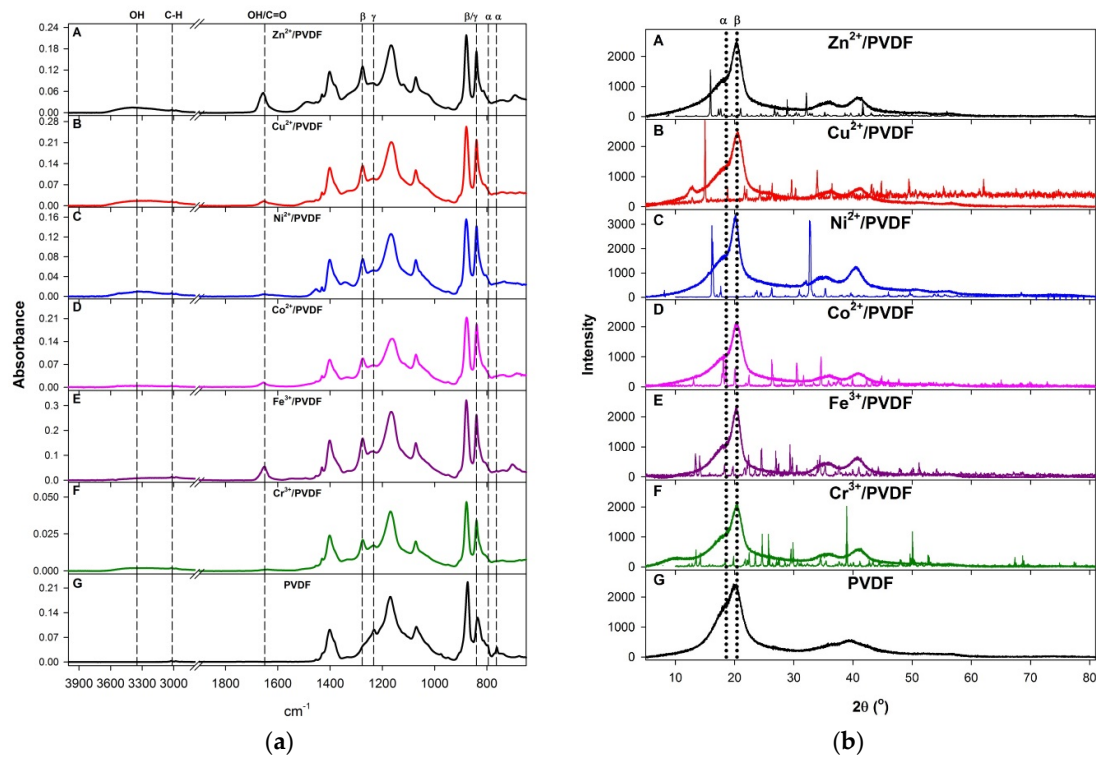 OH C-H OH/C=O β γ β/γ α α
A Zn²⁺/PVDF
0.24
0.18
0.12
0.06
0.00
B Cu²⁺/PVDF
0.28
0.21
0.14
0.07
0.00
C Ni²⁺/PVDF
0.16
0.12
0.08
0.04
0.00
D Co²⁺/PVDF
0.21
0.14
0.07
0.00
E Fe³⁺/PVDF
0.3
0.2
0.1
0.0
F Cr³⁺/PVDF
0.050
0.025
0.000
G PVDF
0.21
0.14
0.07
0.00
Absorbance
3900 3600 3300 3000 1800 1600 1400 1200 1000 800
cm⁻¹
(a)
α β
A Zn²⁺/PVDF
2000
1000
0
B Cu²⁺/PVDF
2000
1000
0
C Ni²⁺/PVDF
3000
2000
1000
0
D Co²⁺/PVDF
2000
1000
0
E Fe³⁺/PVDF
2000
1000
0
F Cr³⁺/PVDF
2000
1000
0
G PVDF
2000
1000
0
Intensity
10 20 30 40 50 60 70 80
2θ (°)
(b)